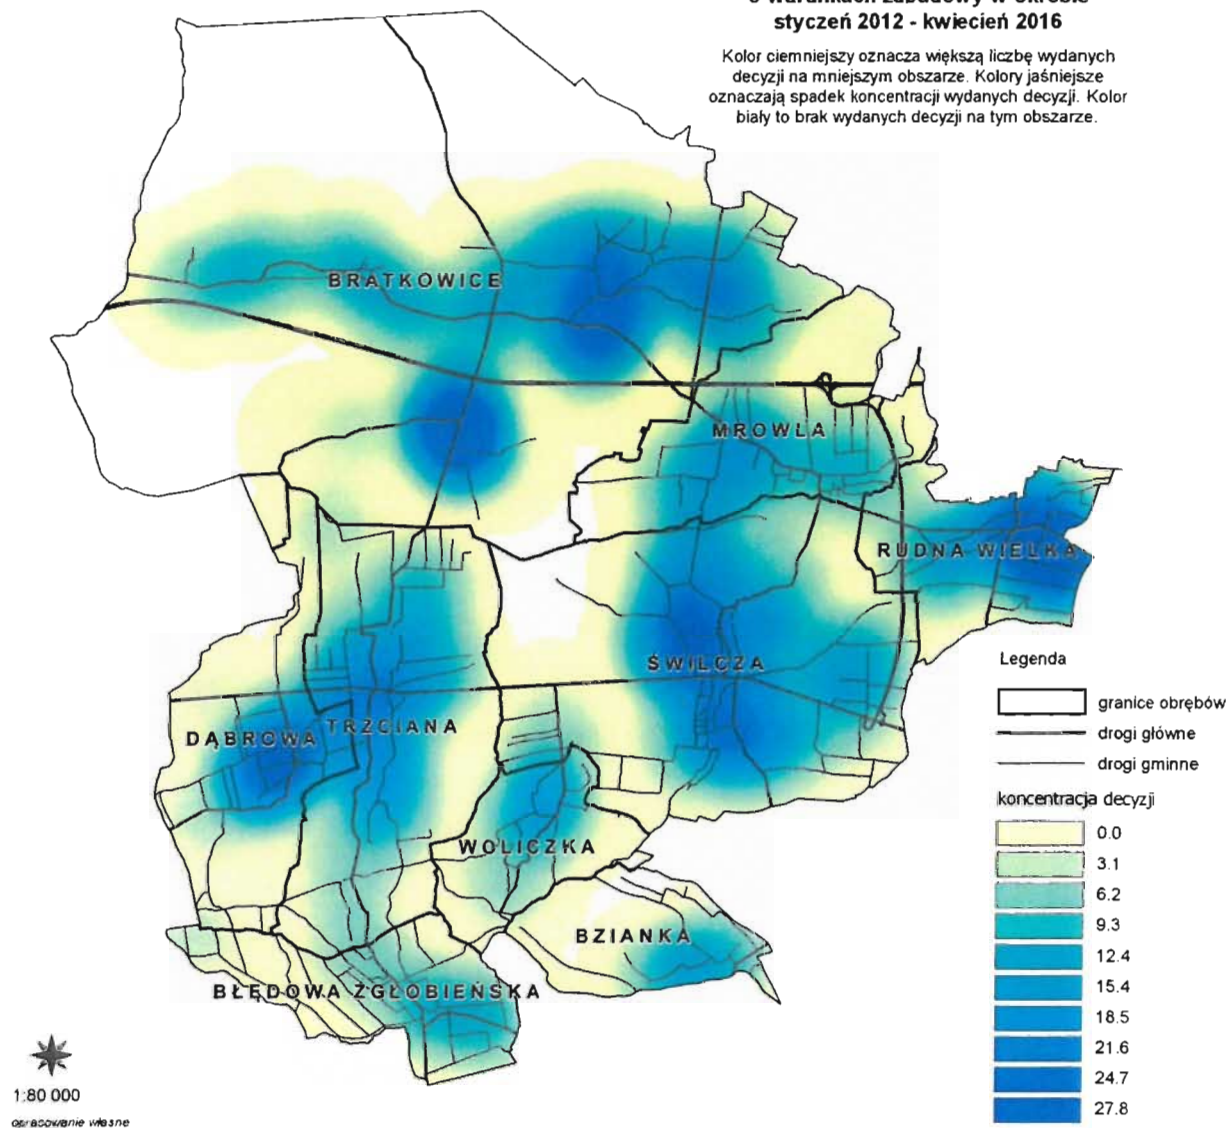 styczeń 2012 - kwiecień 2016
Kolor ciemniejszy oznacza większą liczbę wydanych
decyzji na mniejszym obszarze. Kolory jaśniejsze
oznaczają spadek koncentracji wydanych decyzji. Kolor
biały to brak wydanych decyzji na tym obszarze.
BRATKOWICE
MROWLA
RUDNA WIELKA
ŚWILCZA
DĄBROWA
TRZCIANA
WOLICZKA
BZIANKA
BŁĘDOWA ZGŁOBIEŃSKA
Legenda
granice obrębów
drogi główne
drogi gminne
koncentracja decyzji
0.0
3.1
6.2
9.3
12.4
15.4
18.5
21.6
24.7
27.8
1:80 000
opracowanie własne